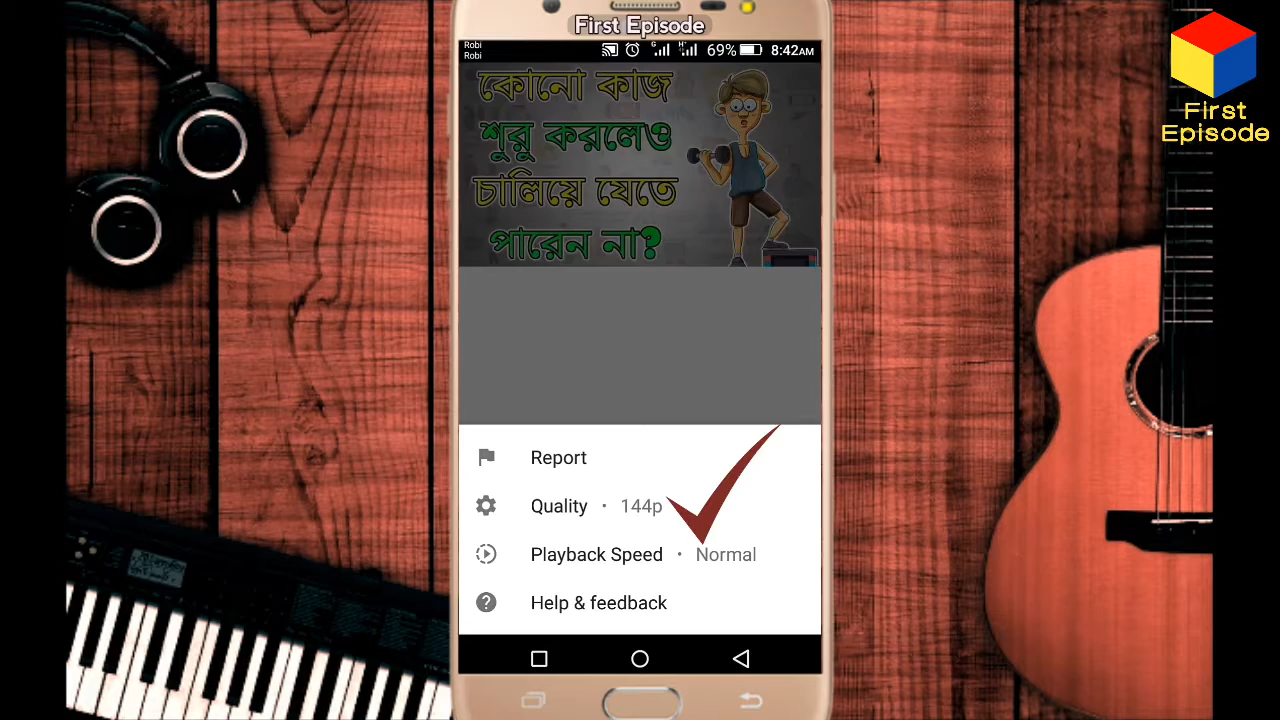 First Episode
Robi
Robi
G
H+
69%
8:42AM
First
Episode
কোনো কাজ
শুরু করলেও
চালিয়ে যেতে
পারেন না?
Report
Quality • 144p
Playback Speed • Normal
Help & feedback